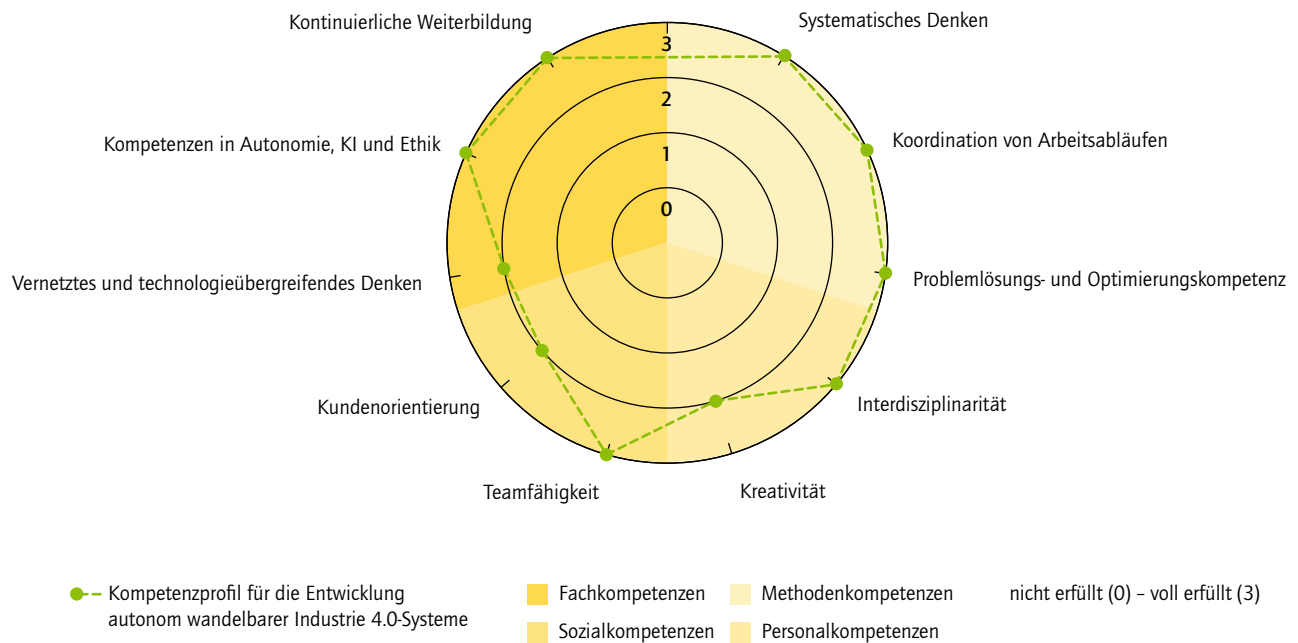 Kontinuierliche Weiterbildung
Systematisches Denken
3
2
1
0
Kompetenzen in Autonomie, KI und Ethik
Koordination von Arbeitsabläufen
Vernetztes und technologieübergreifendes Denken
Problemlösungs- und Optimierungskompetenz
Kundenorientierung
Interdisziplinarität
Teamfähigkeit
Kreativität
Kompetenzprofil für die Entwicklung
autonom wandelbarer Industrie 4.0-Systeme
Fachkompetenzen
Methodenkompetenzen
Sozialkompetenzen
Personalkompetenzen
nicht erfüllt (0) – voll erfüllt (3)